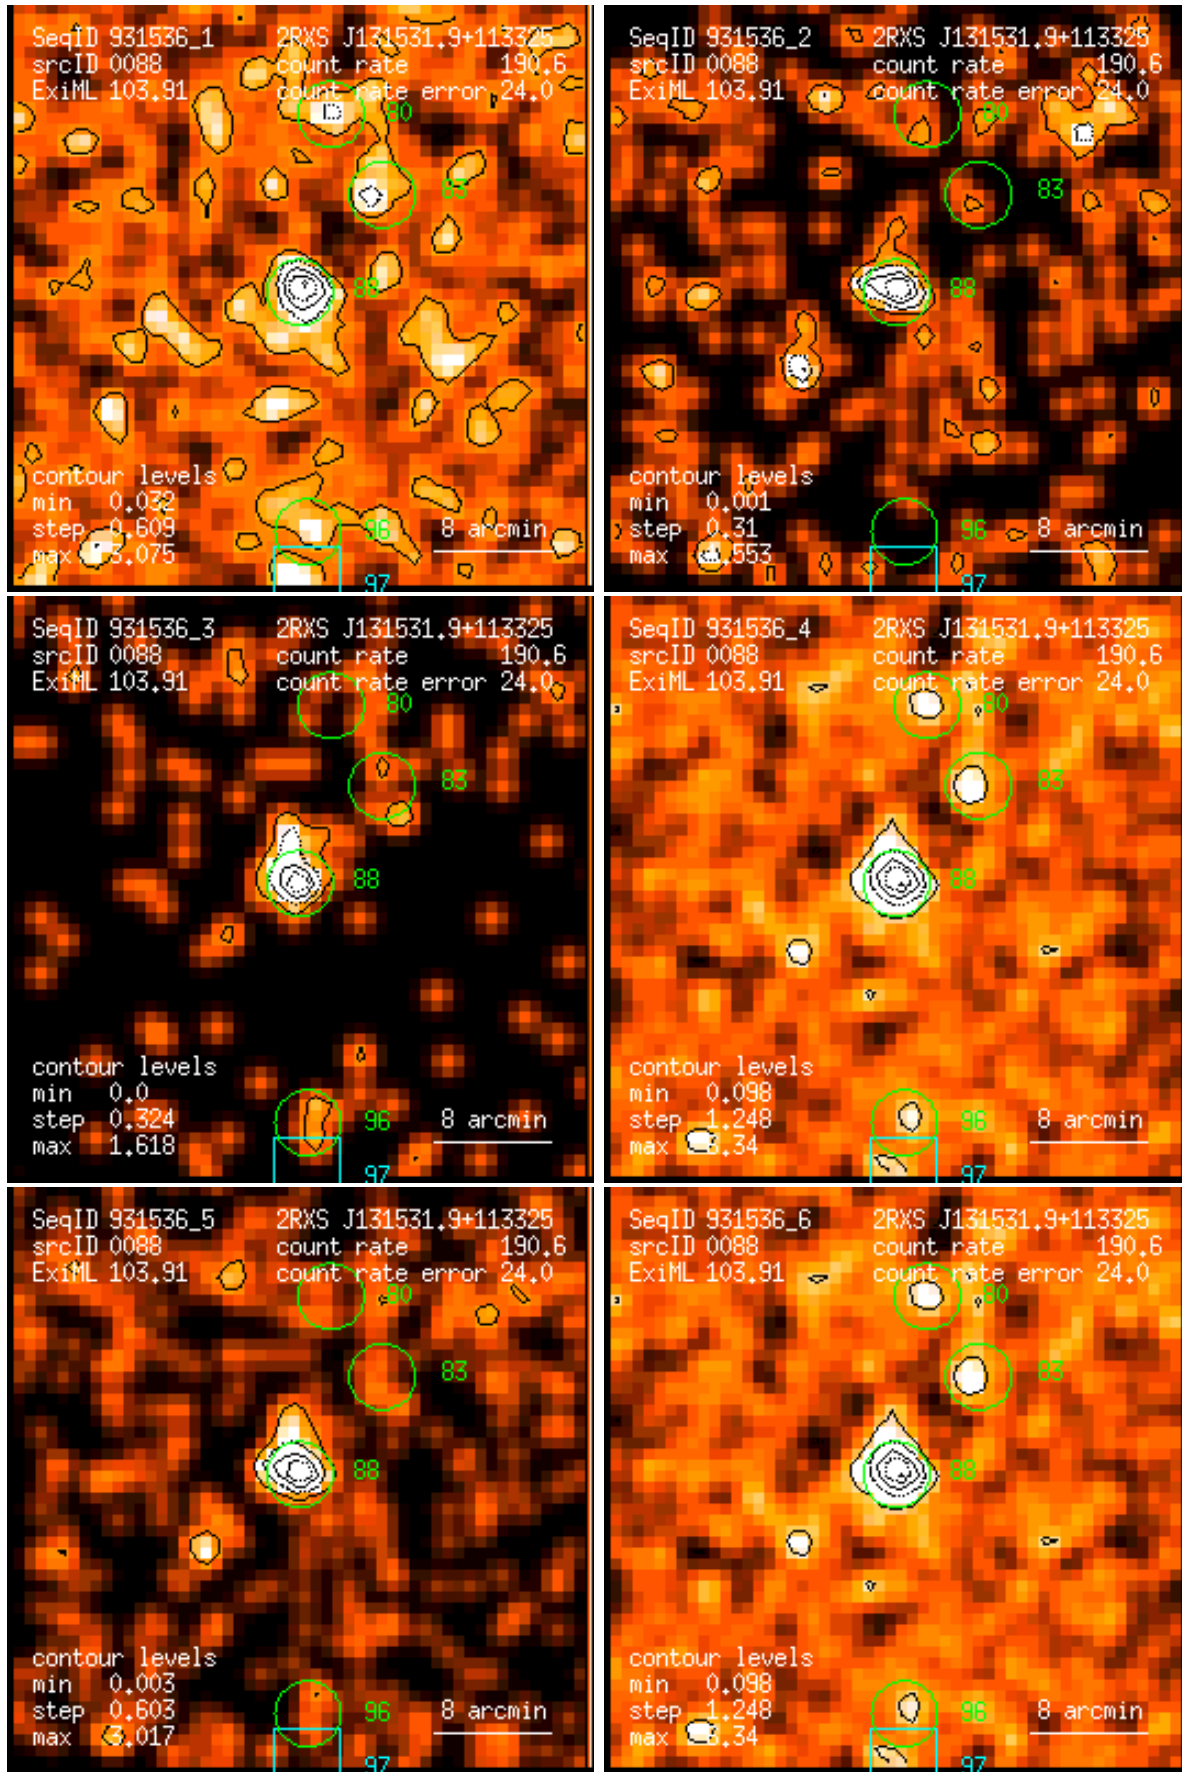 SeqID 931536_1 2RXS J131531.9+113325
srcID 0088 count rate 190.6
ExiML 103.91 count rate error 24.0
80
83
88
contour levels
min 0.032
step 0.609 96 8 arcmin
max 3.075
97
SeqID 931536_2 2RXS J131531.9+113325
srcID 0088 count rate 190.6
ExiML 103.91 count rate error 24.0
80
83
88
contour levels
min 0.001
step 0.31 8 arcmin
96
max .553
97
SeqID 931536_3 2RXS J131531.9+113325
srcID 0088 count rate 190.6
ExiML 103.91 count rate error 24.0
80
83
88
contour levels
min 0.0
step 0.324 96 8 arcmin
max 1.618
97
SeqID 931536_4 2RXS J131531.9+113325
srcID 0088 count rate 190.6
ExiML 103.91 count rate error 24.0
80
83
88
contour levels
min 0.098
step 1.248 96 8 arcmin
max .34
97
SeqID 931536_5 2RXS J131531.9+113325
srcID 0088 count rate 190.6
ExiML 103.91 count rate error 24.0
80
83
88
contour levels
min 0.003
step 0.603 96 8 arcmin
max 3.017
97
SeqID 931536_6 2RXS J131531.9+113325
srcID 0088 count rate 190.6
ExiML 103.91 count rate error 24.0
80
83
88
contour levels
min 0.098
step 1.248 96 8 arcmin
max .34
97